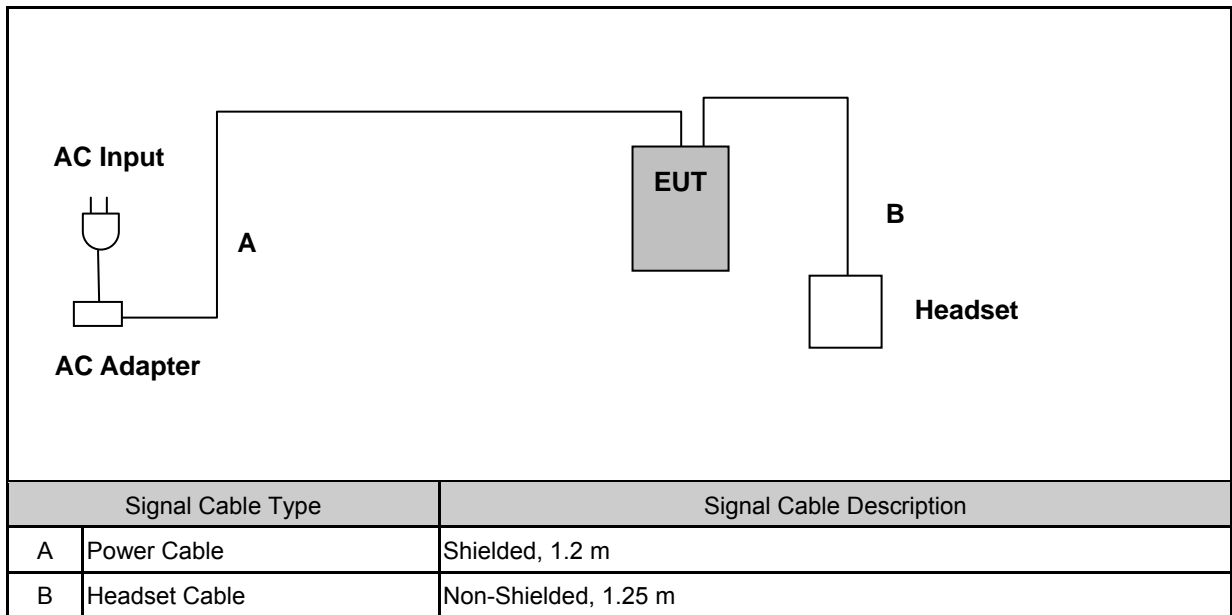 AC Input
EUT
A
B
Headset
AC Adapter
Signal Cable Type Signal Cable Description
A Power Cable Shielded, 1.2 m
B Headset Cable Non-Shielded, 1.25 m